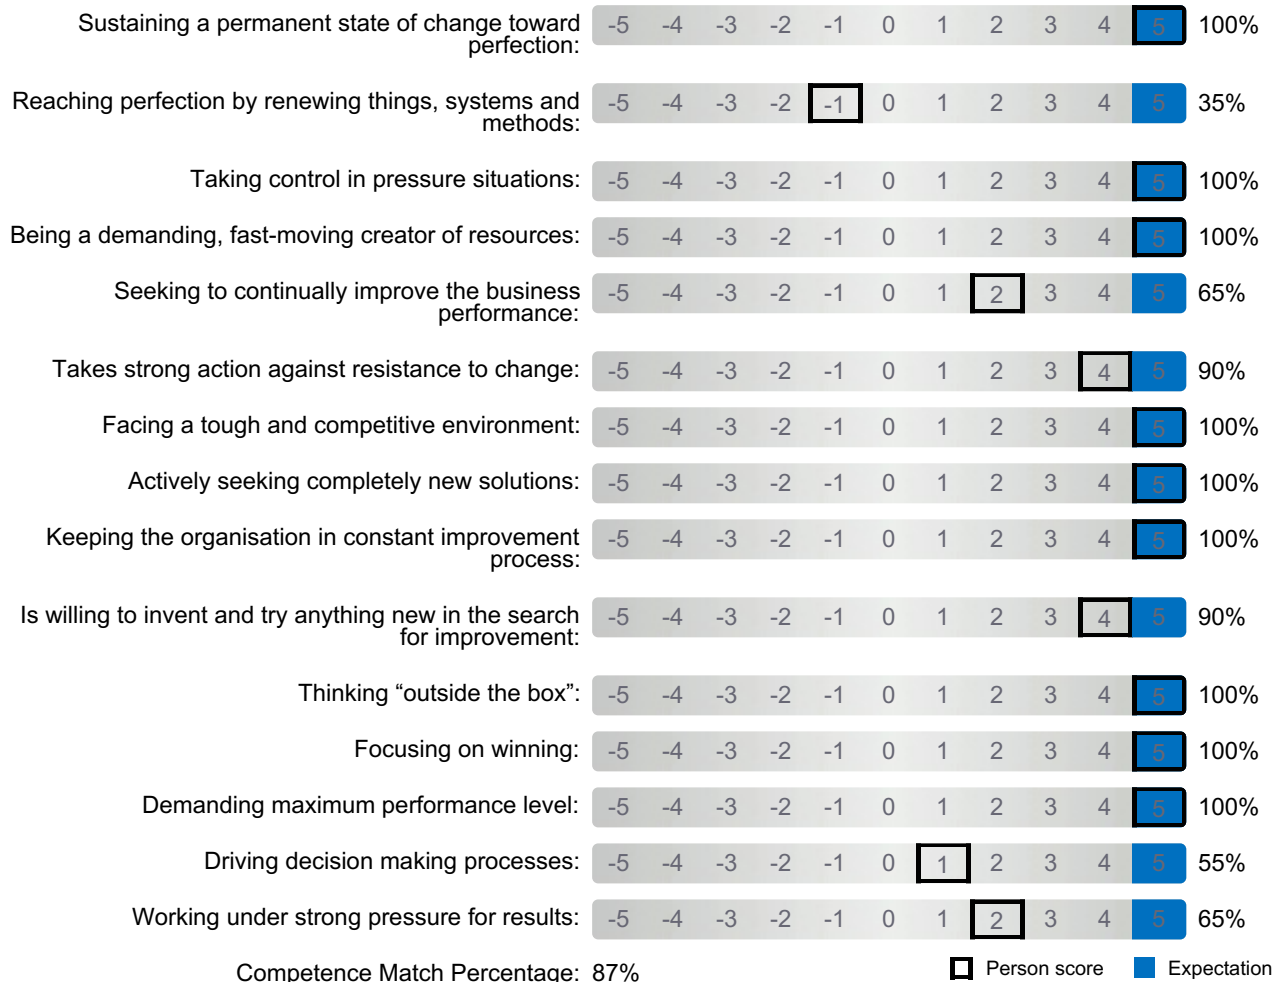 Sustaining a permanent state of change toward
perfection:
-5 -4 -3 -2 -1 0 1 2 3 4 5 100%
Reaching perfection by renewing things, systems and
methods:
-5 -4 -3 -2 -1 0 1 2 3 4 5 35%
Taking control in pressure situations:
-5 -4 -3 -2 -1 0 1 2 3 4 5 100%
Being a demanding, fast-moving creator of resources:
-5 -4 -3 -2 -1 0 1 2 3 4 5 100%
Seeking to continually improve the business
performance:
-5 -4 -3 -2 -1 0 1 2 3 4 5 65%
Takes strong action against resistance to change:
-5 -4 -3 -2 -1 0 1 2 3 4 5 90%
Facing a tough and competitive environment:
-5 -4 -3 -2 -1 0 1 2 3 4 5 100%
Actively seeking completely new solutions:
-5 -4 -3 -2 -1 0 1 2 3 4 5 100%
Keeping the organisation in constant improvement
process:
-5 -4 -3 -2 -1 0 1 2 3 4 5 100%
Is willing to invent and try anything new in the search
for improvement:
-5 -4 -3 -2 -1 0 1 2 3 4 5 90%
Thinking “outside the box”:
-5 -4 -3 -2 -1 0 1 2 3 4 5 100%
Focusing on winning:
-5 -4 -3 -2 -1 0 1 2 3 4 5 100%
Demanding maximum performance level:
-5 -4 -3 -2 -1 0 1 2 3 4 5 100%
Driving decision making processes:
-5 -4 -3 -2 -1 0 1 2 3 4 5 55%
Working under strong pressure for results:
-5 -4 -3 -2 -1 0 1 2 3 4 5 65%
Competence Match Percentage: 87%
Person score Expectation